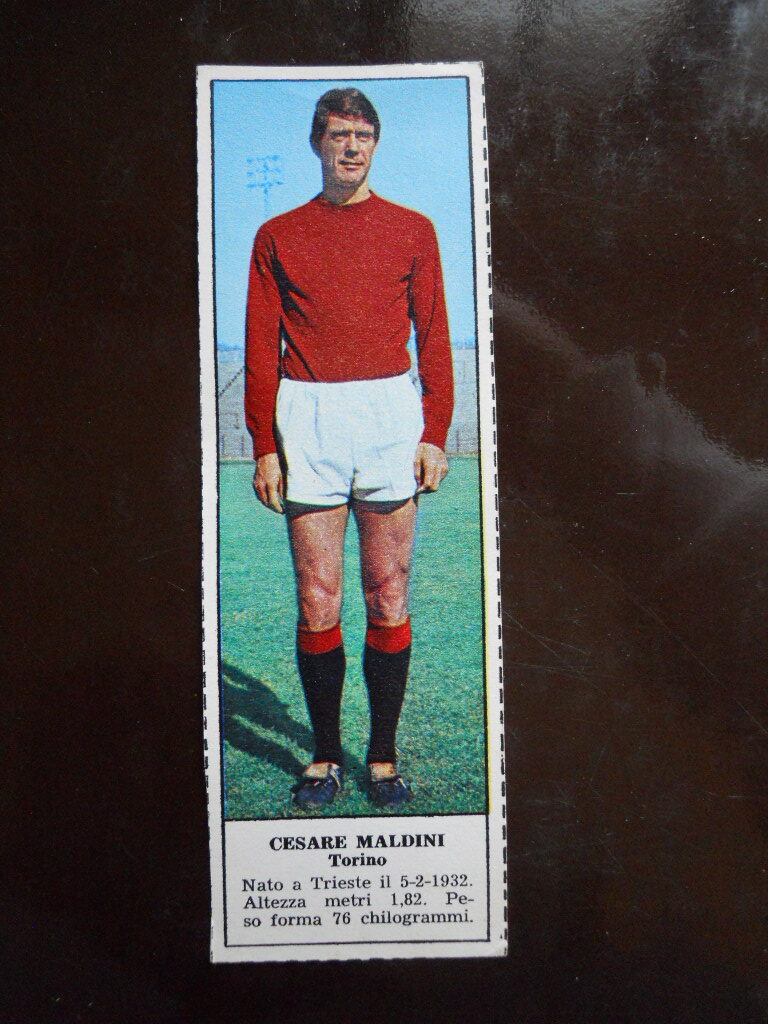 CESARE MALDINI
Torino
Nato a Trieste il 5-2-1932.
Altezza metri 1,82. Pe-
so forma 76 chilogrammi.